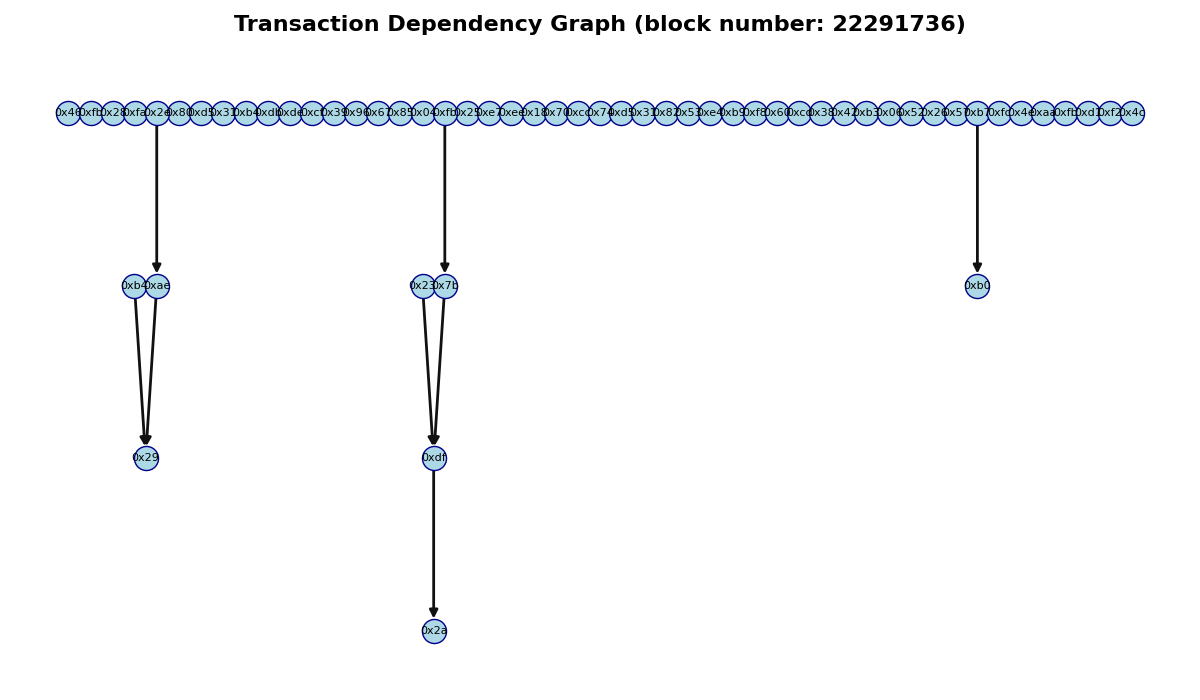 Transaction Dependency Graph (block number: 22291736)
0x46 0xfb 0x28 0xfa 0x2e 0x80 0xd5 0x31 0xb4 0xdb 0xde 0xcf 0x39 0x96 0x67 0x85 0x04 0xfb 0x25 0xe7 0xee 0x18 0x70 0xcc 0x74 0xd5 0x31 0x82 0x53 0xe4 0xb9 0xf8 0x60 0xcd 0x38 0x42 0xb3 0x06 0x52 0x26 0x57 0xb7 0xfc 0x4e 0xaa 0xfb 0xd1 0xf2 0x4c
0xb4 0xae 0x23 0x7b 0xb0
0x29 0xdf
0x2a